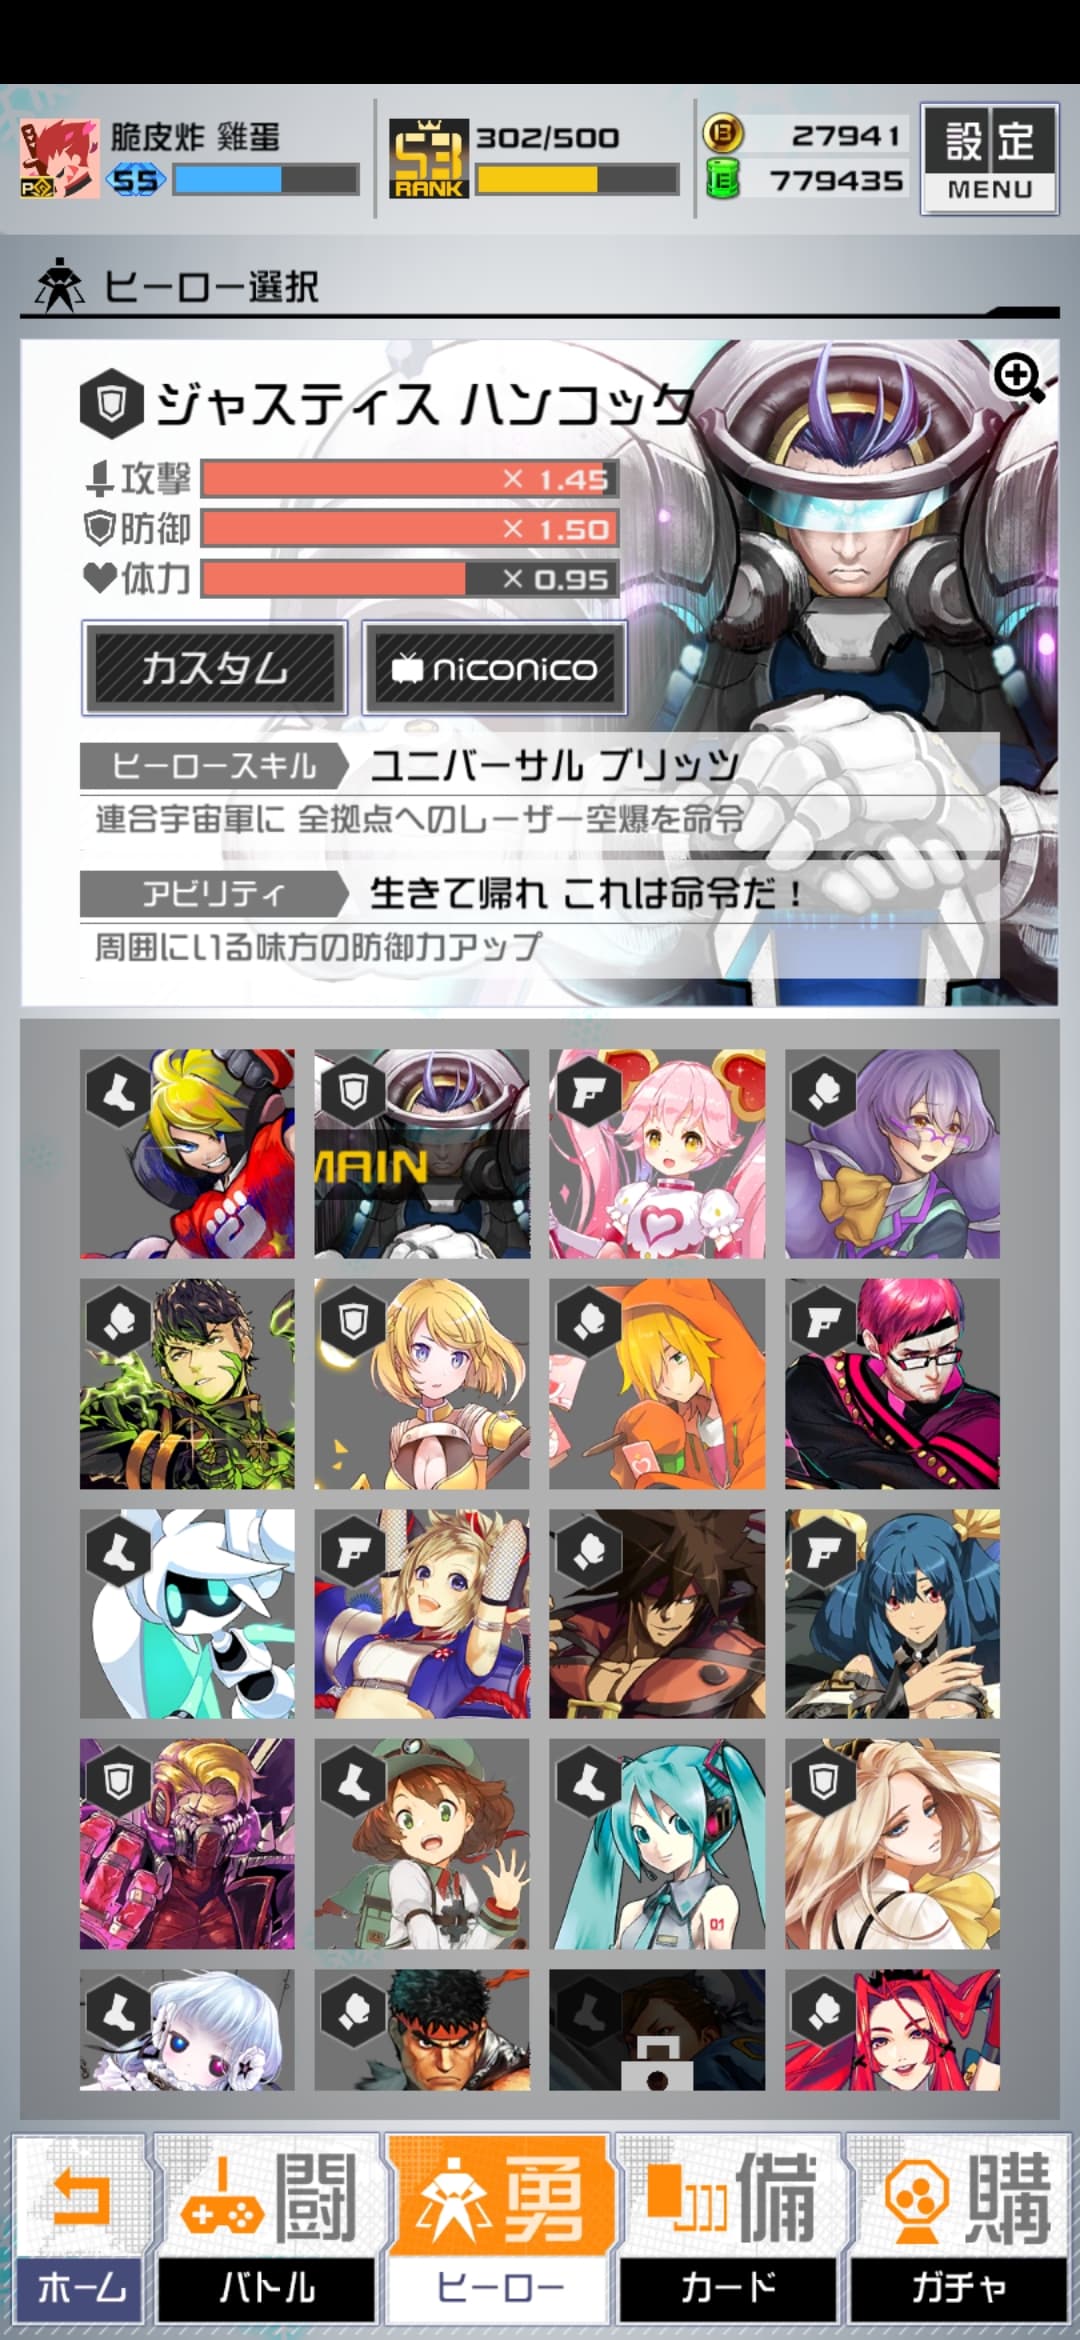 脆皮炸 雞蛋
55
S3
RANK
302/500
B 27941
E 779435
設定
MENU
ヒーロー選択
ジャスティス ハンコック
攻撃 × 1.45
防御 × 1.50
体力 × 0.95
カスタム
niconico
ヒーロースキル ユニバーサル ブリッツ
連合宇宙軍に 全拠点へのレーザー空爆を命令
アビリティ 生きて帰れ これは命令だ！
周囲にいる味方の防御力アップ
MAIN
01
闘 勇 備 購
ホーム バトル ヒーロー カード ガチャ